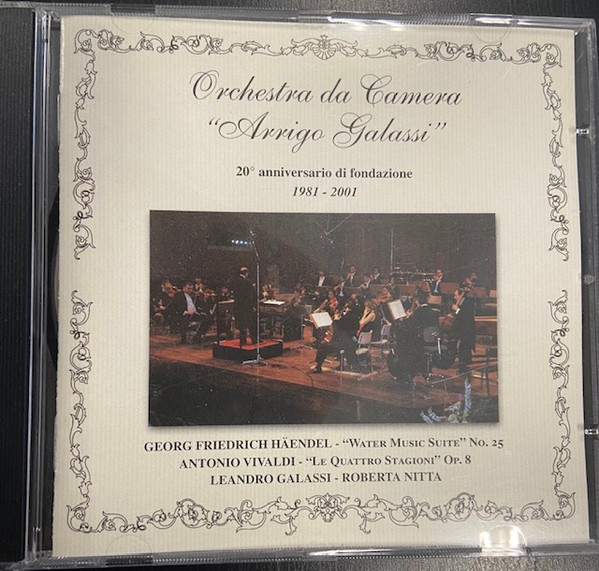 Orchestra da Camera
“Arrigo Galassi”
20° anniversario di fondazione
1981 - 2001
GEORG FRIEDRICH HÄENDEL - “WATER MUSIC SUITE” NO. 25
ANTONIO VIVALDI - “LE QUATTRO STAGIONI” OP. 8
LEANDRO GALASSI - ROBERTA NITTA